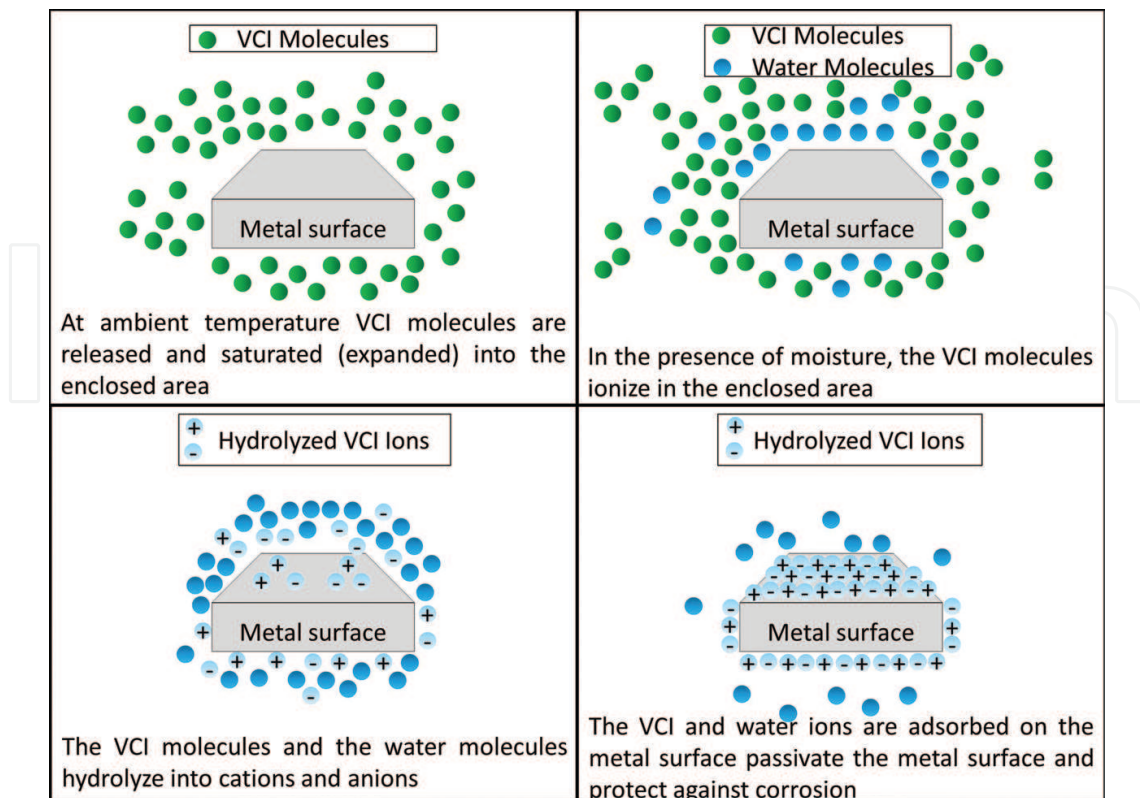 VCI Molecules
Metal surface
At ambient temperature VCI molecules are
released and saturated (expanded) into the
enclosed area
VCI Molecules
Water Molecules
Metal surface
In the presence of moisture, the VCI molecules
ionize in the enclosed area
+
-
Hydrolyzed VCI Ions
Metal surface
The VCI molecules and the water molecules
hydrolyze into cations and anions
+
-
Hydrolyzed VCI Ions
Metal surface
The VCI and water ions are adsorbed on the
metal surface passivate the metal surface and
protect against corrosion